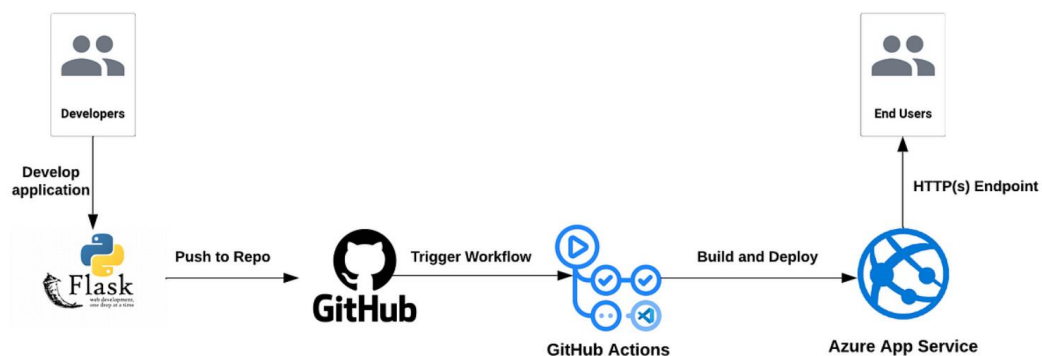 Developers
End Users
Develop
application
HTTP(s) Endpoint
Flask
web development,
one drop at a time
Push to Repo
GitHub
Trigger Workflow
Build and Deploy
GitHub Actions
Azure App Service